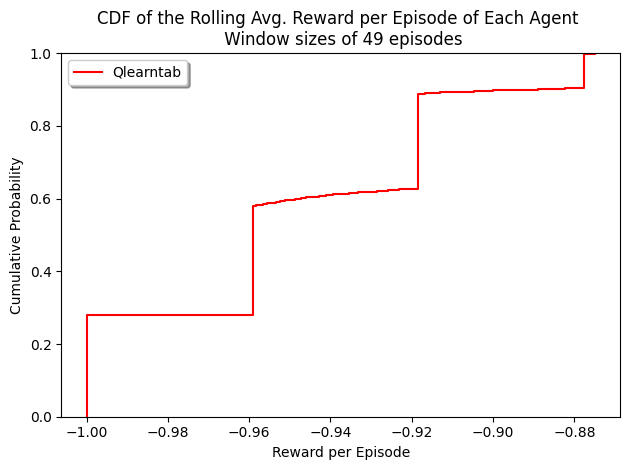 CDF of the Rolling Avg. Reward per Episode of Each Agent
Window sizes of 49 episodes
Qlearntab
Cumulative Probability
1.0
0.8
0.6
0.4
0.2
0.0
−1.00 −0.98 −0.96 −0.94 −0.92 −0.90 −0.88
Reward per Episode